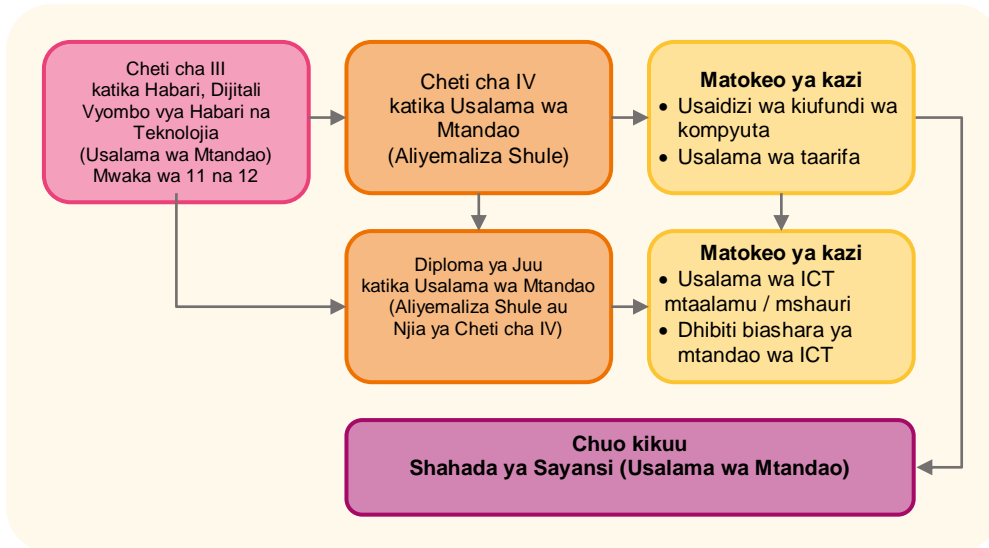 Cheti cha III
katika Habari, Dijitali
Vyombo vya Habari na
Teknolojia
(Usalama wa Mtandao)
Mwaka wa 11 na 12
Cheti cha IV
katika Usalama wa
Mtandao
(Aliyemaliza Shule)
Matokeo ya kazi
• Usaidizi wa kiufundi wa
kompyuta
• Usalama wa taarifa
Diploma ya Juu
katika Usalama wa Mtandao
(Aliyemaliza Shule au
Njia ya Cheti cha IV)
Matokeo ya kazi
• Usalama wa ICT
mtaalamu / mshauri
• Dhibiti biashara ya
mtandao wa ICT
Chuo kikuu
Shahada ya Sayansi (Usalama wa Mtandao)